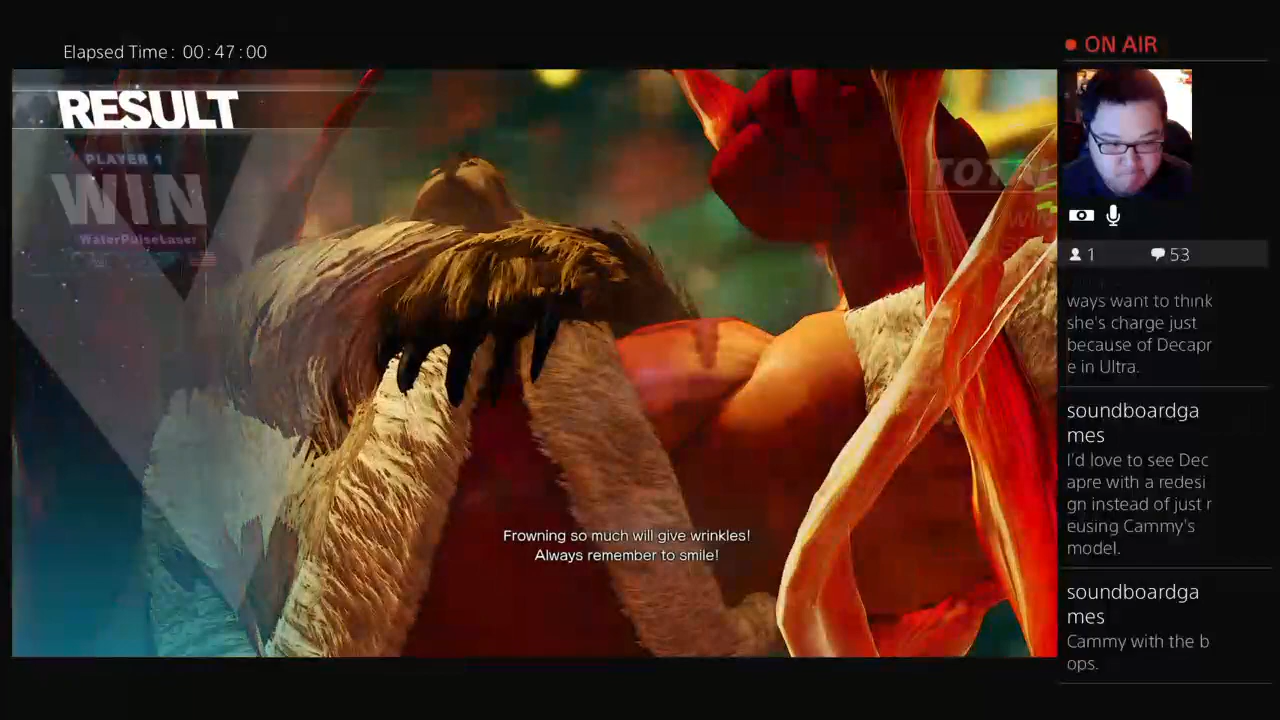 Elapsed Time: 00:47:00
ON AIR
RESULT
PLAYER 1
WIN
WaterPulseLaser
TOTAL
WIN
1
53
ways want to think
she's charge just
because of Decapr
e in Ultra.
soundboardga
mes
I'd love to see Dec
apre with a redesi
gn instead of just r
eusing Cammy's
model.
soundboardga
mes
Cammy with the b
ops.
Frowning so much will give wrinkles!
Always remember to smile!